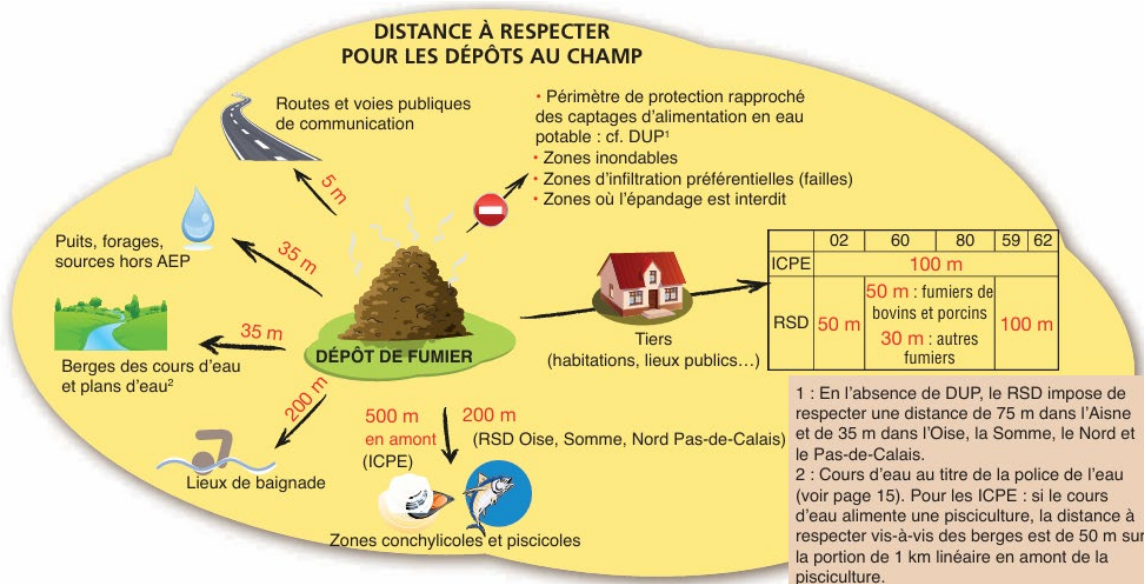 DISTANCE À RESPECTER
POUR LES DÉPÔTS AU CHAMP
Routes et voies publiques
de communication
5 m
• Périmètre de protection rapproché
des captages d'alimentation en eau
potable : cf. DUP¹
• Zones inondables
• Zones d'infiltration préférentielles (failles)
• Zones où l'épandage est interdit
Puits, forages,
sources hors AEP
35 m
Berges des cours d'eau
et plans d'eau²
35 m
DÉPÔT DE FUMIER
Tiers
(habitations, lieux publics…)
02 60 80 59 62
ICPE 100 m
RSD 50 m
50 m : fumiers de
bovins et porcins
30 m : autres
fumiers
100 m
200 m
Lieux de baignade
500 m
en amont
(ICPE)
200 m
(RSD Oise, Somme, Nord Pas-de-Calais)
Zones conchylicoles et piscicoles
1 : En l'absence de DUP, le RSD impose de
respecter une distance de 75 m dans l'Aisne
et de 35 m dans l'Oise, la Somme, le Nord et
le Pas-de-Calais.
2 : Cours d'eau au titre de la police de l'eau
(voir page 15). Pour les ICPE : si le cours
d'eau alimente une pisciculture, la distance à
respecter vis-à-vis des berges est de 50 m sur
la portion de 1 km linéaire en amont de la
pisciculture.